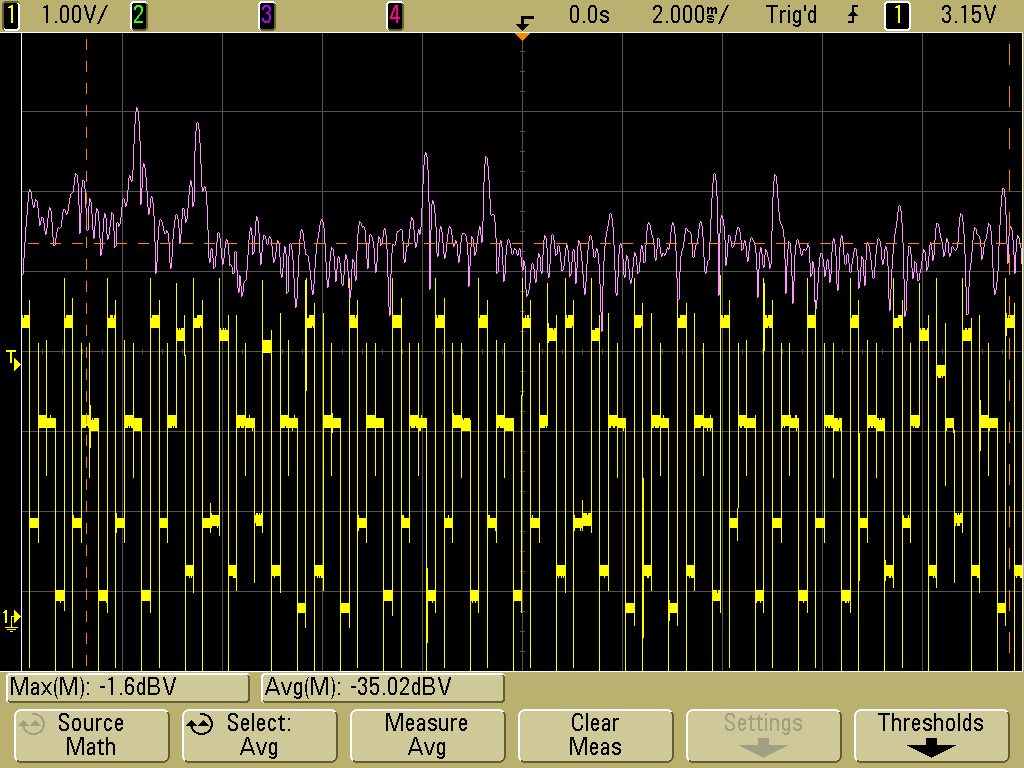 1 1.00V/ 2 3 4 0.0s 2.000ms/ Trig'd 1 3.15V
T
1
Max(M): -1.6dBV Avg(M): -35.02dBV
Source Math
Select: Avg
Measure Avg
Clear Meas
Settings
Thresholds